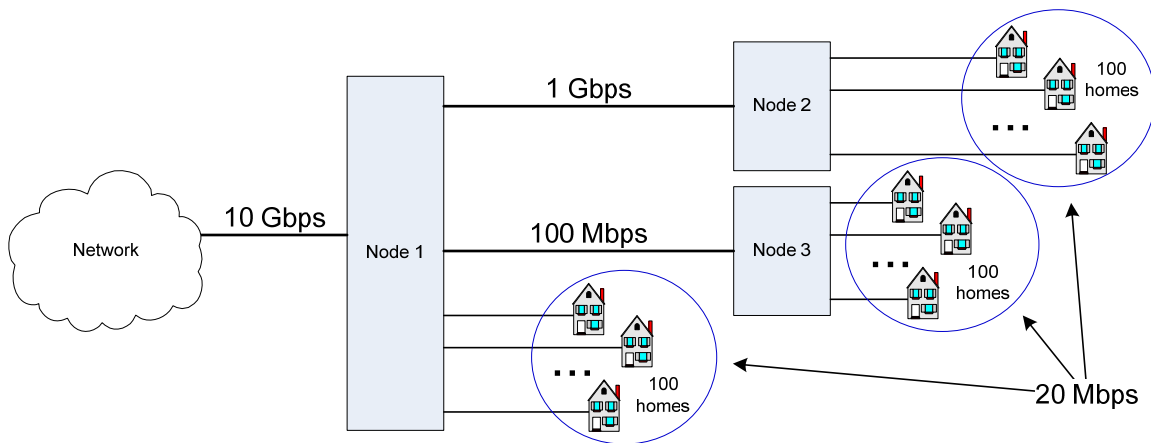 1 Gbps
Node 2
100
homes
10 Gbps
Network
Node 1
100 Mbps
Node 3
100
homes
100
homes
20 Mbps